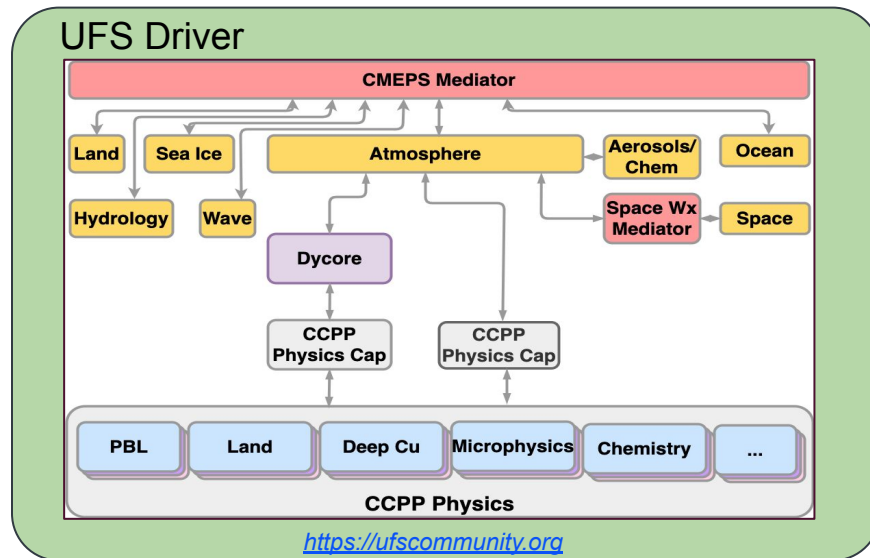 UFS Driver
CMEPS Mediator
Land
Sea Ice
Atmosphere
Aerosols/
Chem
Ocean
Hydrology
Wave
Space Wx
Mediator
Space
Dycore
CCPP
Physics Cap
CCPP
Physics Cap
PBL
Land
Deep Cu
Microphysics
Chemistry
...
CCPP Physics
https://ufscommunity.org